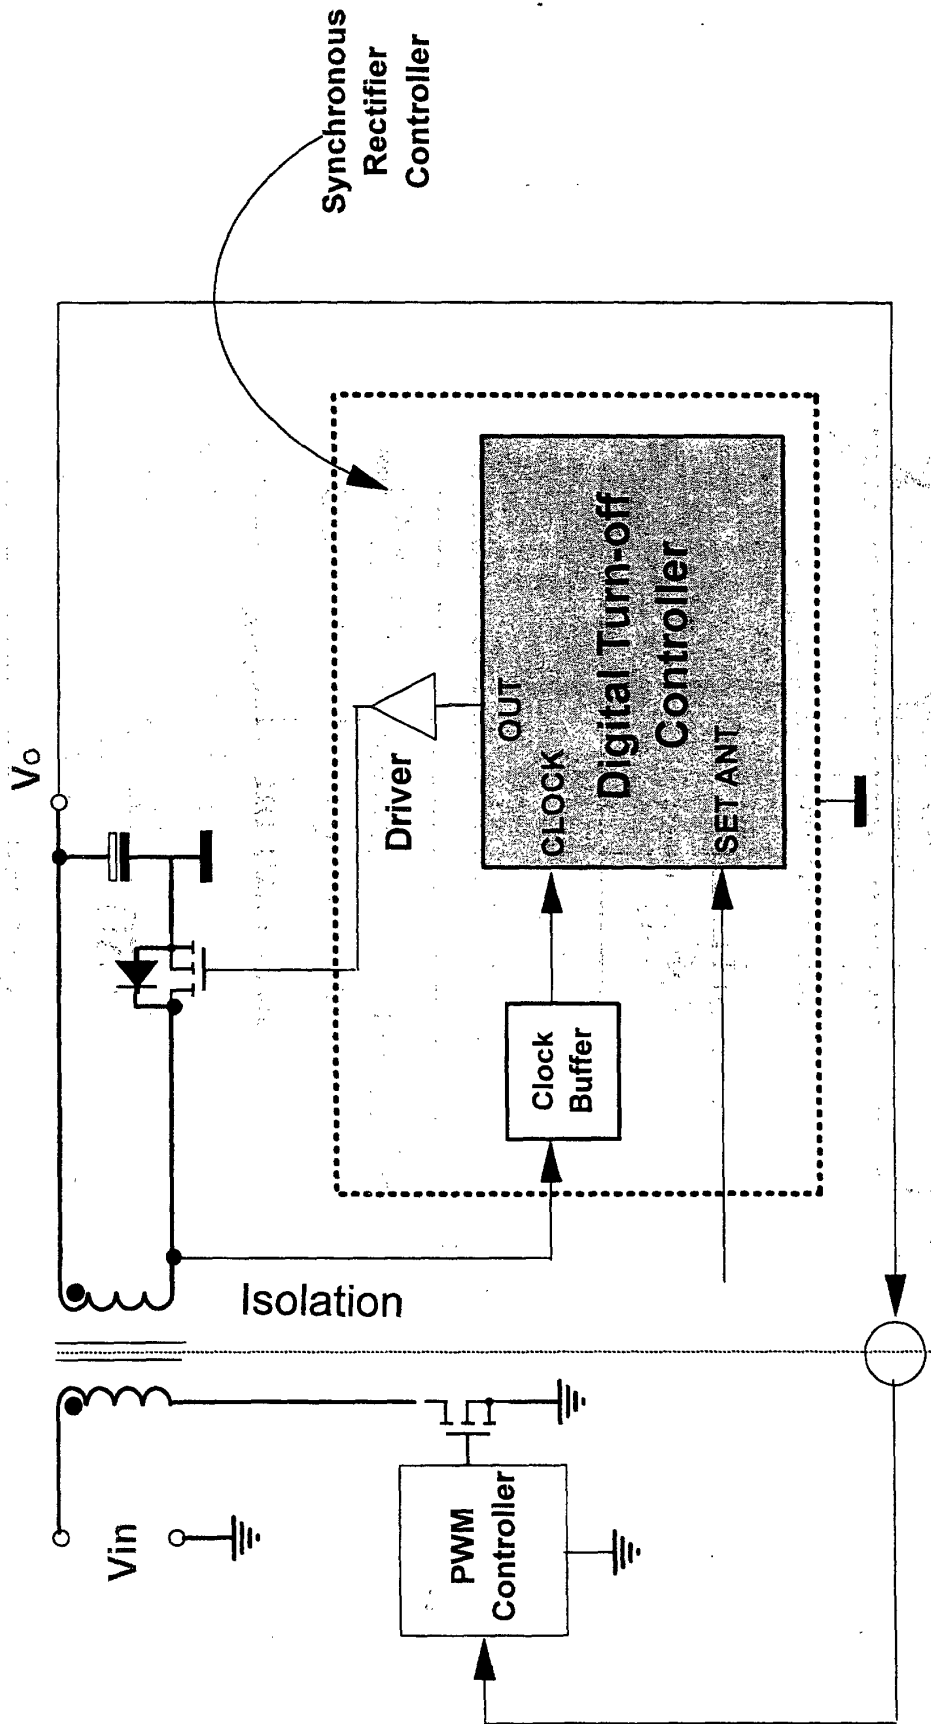 Vin
PWM
Controller
Isolation
Vo
Driver
Clock
Buffer
OUT
CLOCK
Digital Turn-off
Controller
SET ANT
Synchronous
Rectifier
Controller